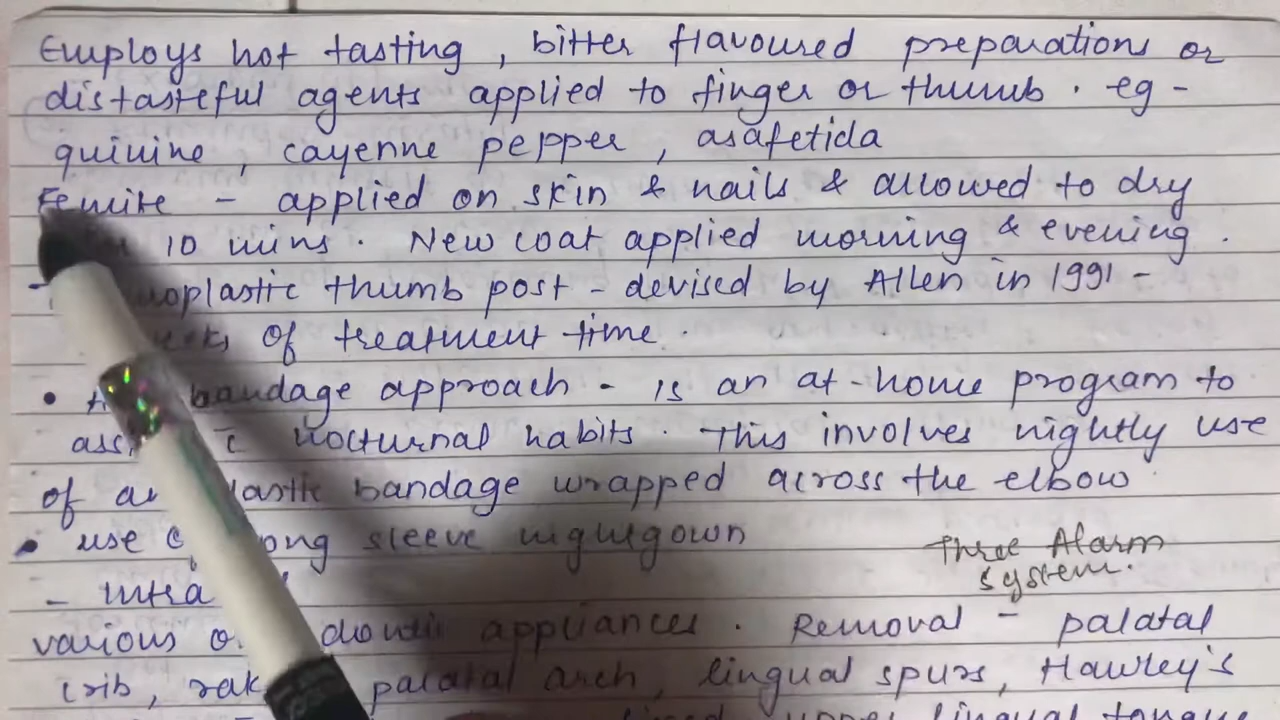 Employs hot tasting, bitter flavoured preparations or
distasteful agents applied to finger or thumb. eg -
quinine, cayenne pepper, asafetida
Femite - applied on skin & nails & allowed to dry
10 mins. New coat applied morning & evening.
thumb post - devised by Allen in 1991 -
of treatment time.
• bandage approach - is an at-home program to
nocturnal habits. This involves nightly use
of bandage wrapped across the elbow
• use sleeve nightgown
Three Alarm
system.
- Intra
various appliances. Removal - palatal
crib, palatal arch, lingual spurs, Hawley's
upper lingual tongue